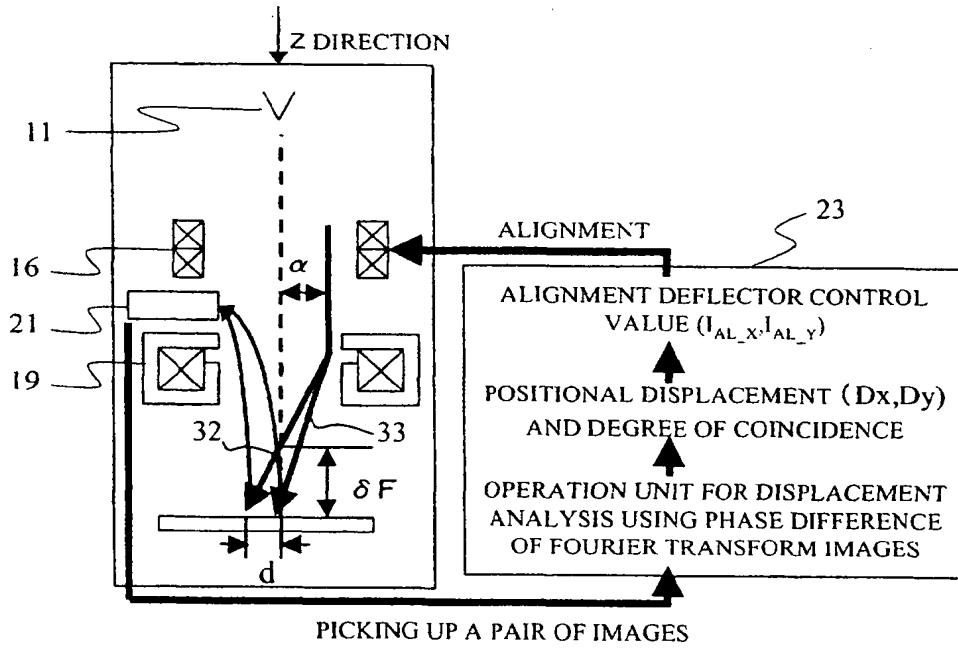 Z DIRECTION
11
23
16
ALIGNMENT
α
21
ALIGNMENT DEFLECTOR CONTROL
VALUE (I_AL_X,I_AL_Y)
19
POSITIONAL DISPLACEMENT (Dx,Dy)
AND DEGREE OF COINCIDENCE
32
33
δF
OPERATION UNIT FOR DISPLACEMENT
ANALYSIS USING PHASE DIFFERENCE
OF FOURIER TRANSFORM IMAGES
d
PICKING UP A PAIR OF IMAGES